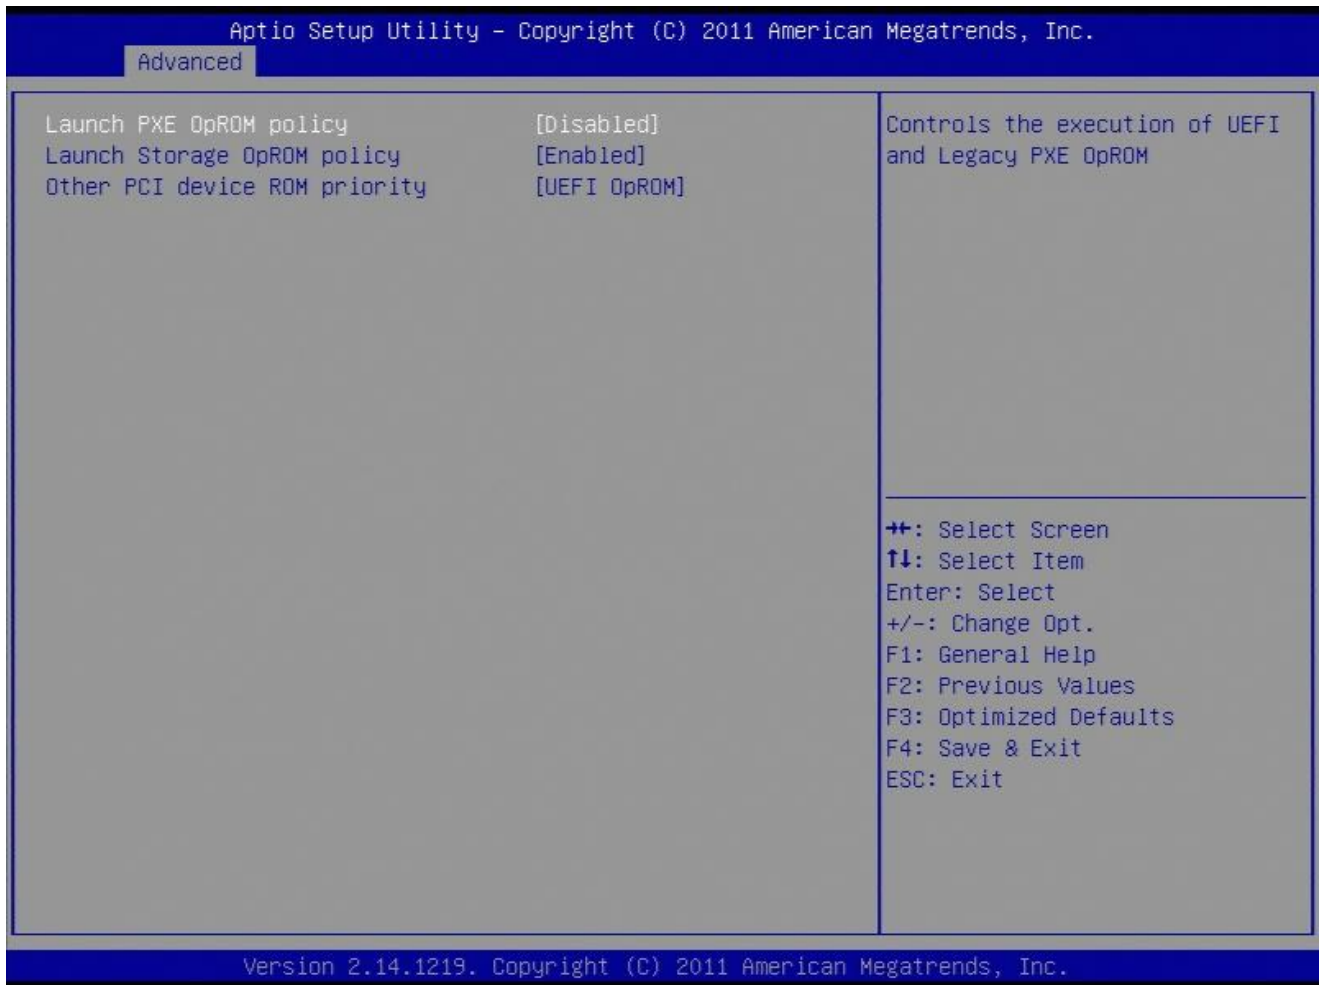 Aptio Setup Utility – Copyright (C) 2011 American Megatrends, Inc.
Advanced
Launch PXE OpROM policy [Disabled]
Launch Storage OpROM policy [Enabled]
Other PCI device ROM priority [UEFI OpROM]
Controls the execution of UEFI
and Legacy PXE OpROM
→←: Select Screen
↑↓: Select Item
Enter: Select
+/-: Change Opt.
F1: General Help
F2: Previous Values
F3: Optimized Defaults
F4: Save & Exit
ESC: Exit
Version 2.14.1219. Copyright (C) 2011 American Megatrends, Inc.